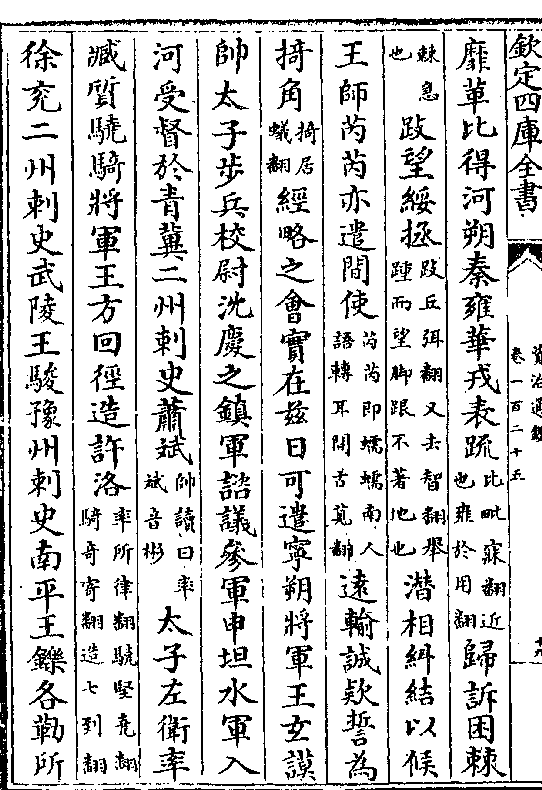 欽定四庫全書
資治通鑑
卷一百二十五
靡革比得河朔秦雍華戎表疏比毗寐翻近也雍於用翻歸訴困棘
棘急也跂望綏拯跂丘弭翻又去智翻舉踵而望腳跟不著地也潛相糾結以候
王師芮芮亦遣間使芮芮即蠕蠕南人語轉耳間古莧翻遠輸誠款誓為
掎角掎居蟻翻經略之會實在兹日可遣寧朔將軍王玄謨
帥太子步兵校尉沈慶之鎮軍諮議參軍申坦水軍入
河受督於青冀二州刺史蕭斌帥讀曰率斌音彬太子左衛率
臧質驍騎將軍王方回徑造許洛率所律翻驍堅堯翻騎奇寄翻造七到翻
徐兗二州刺史武陵王駿豫州刺史南平王鑠各勒所